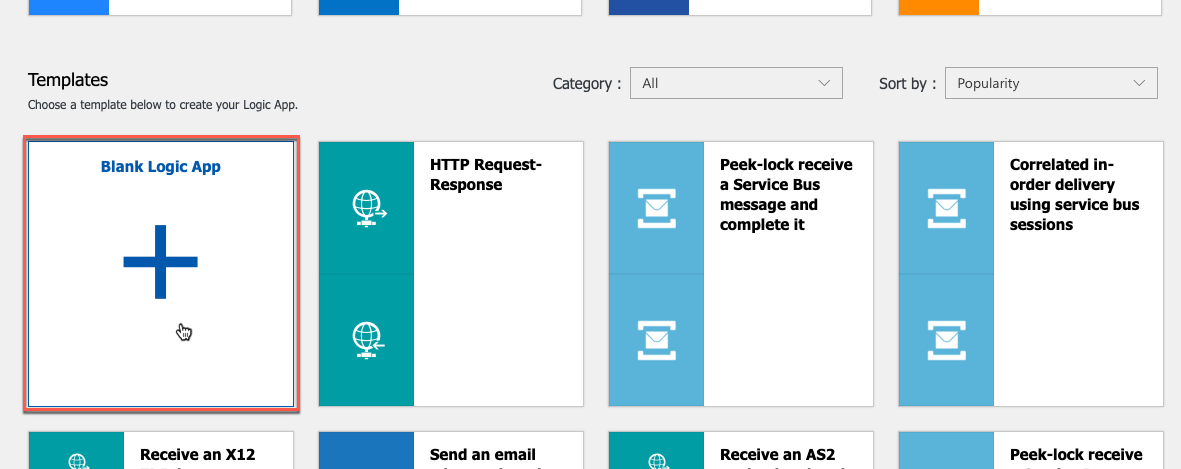 Templates
Category :
All
Sort by :
Popularity
Choose a template below to create your Logic App.
Blank Logic App
HTTP Request-
Response
Peek-lock receive
a Service Bus
message and
complete it
Correlated in-
order delivery
using service bus
sessions
Receive an X12
Send an email
Receive an AS2
Peek-lock receive